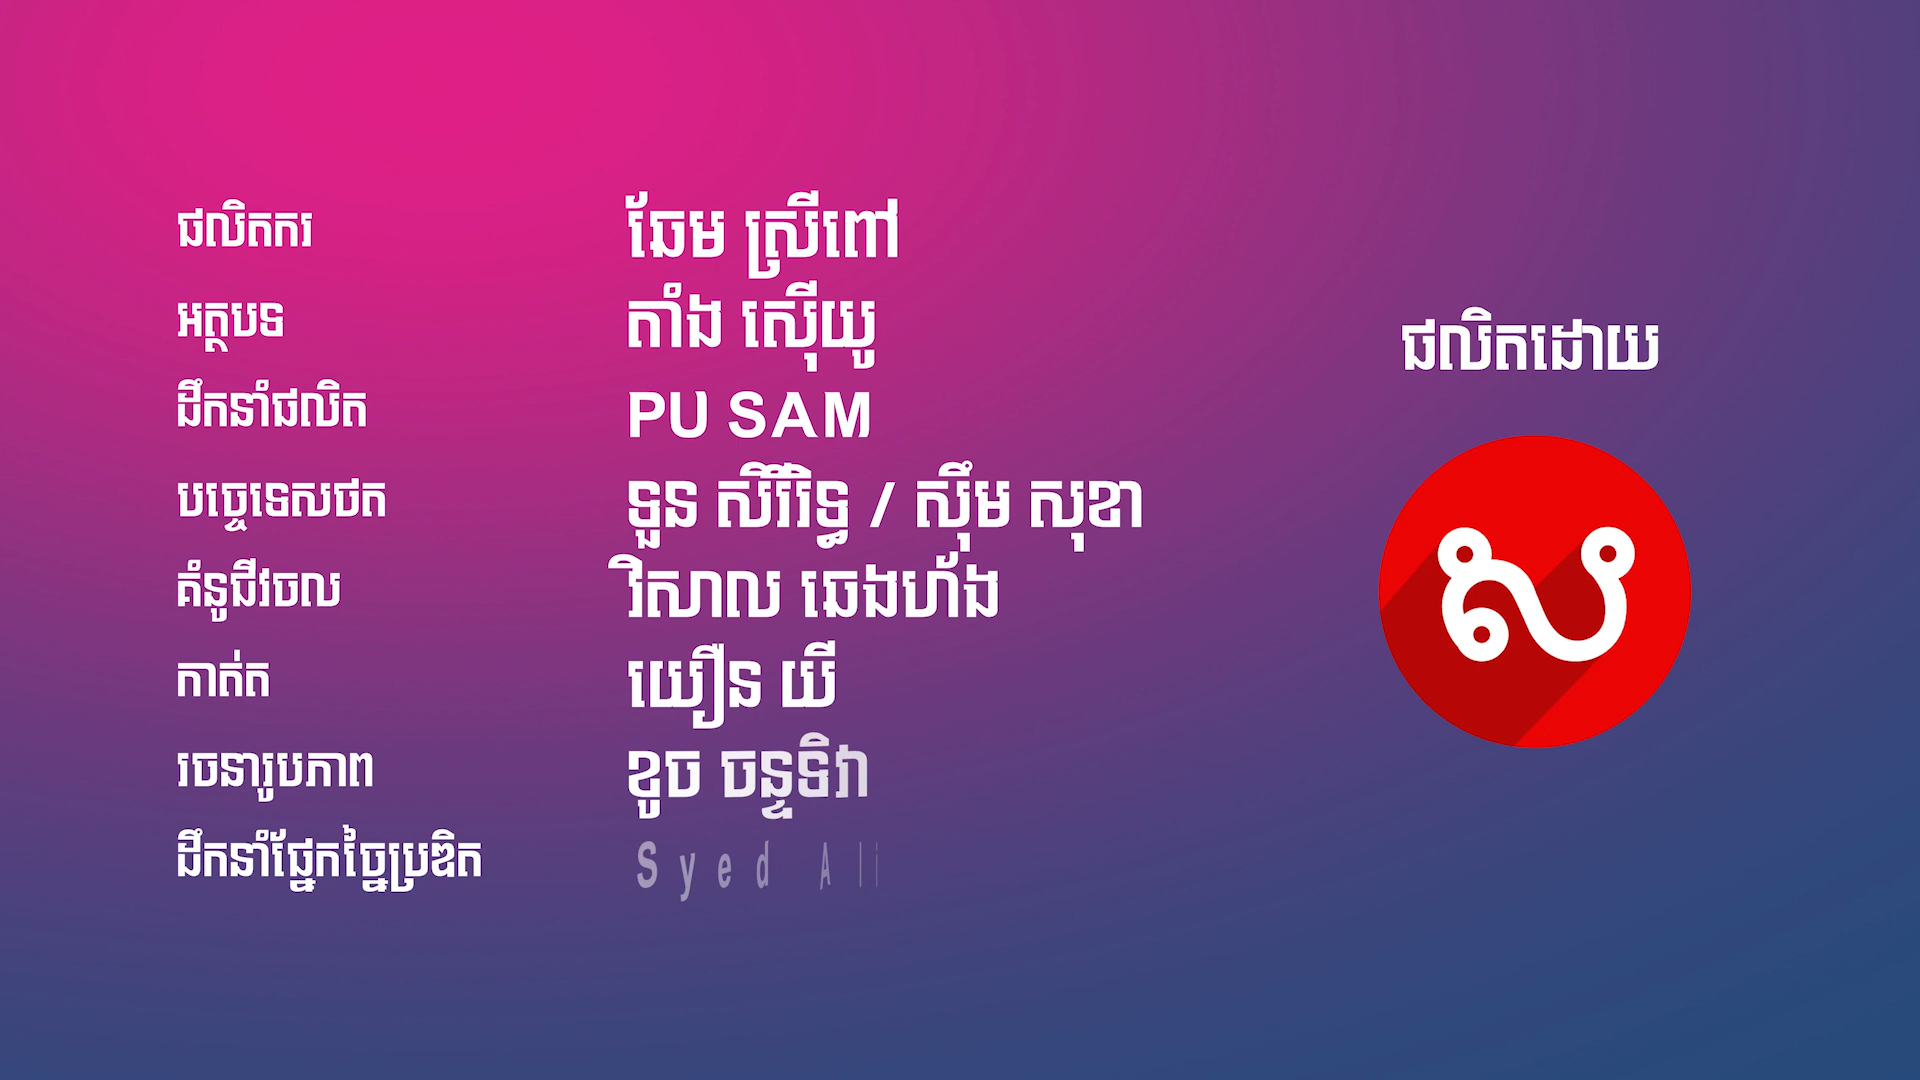 ផលិតករ ឆែម ស្រីពៅ
អត្ថបទ តាំង ស៊ើយូ
ដឹកនាំផលិត PU SAM
បច្ចេទេសថត ទួន សិរីរិទ្ធ / ស៊ឹម សុខា
គំនូជីវចល វិសាល ឆេងហ័ង
កាត់ត យឿន យី
រចនារូបភាព ខូច ចន្ទទិវា
ដឹកនាំផ្នែកច្នៃប្រឌិត Syed Ali
ផលិតដោយ
ស